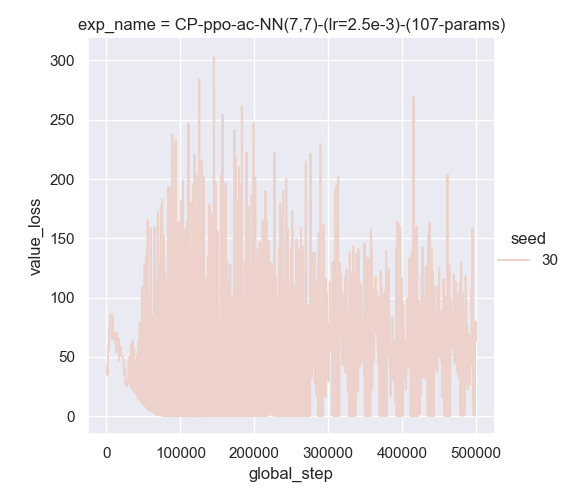 exp_name = CP-ppo-ac-NN(7,7)-(lr=2.5e-3)-(107-params)
300
250
200
150
100
50
0
value_loss
seed
30
0 100000 200000 300000 400000 500000
global_step